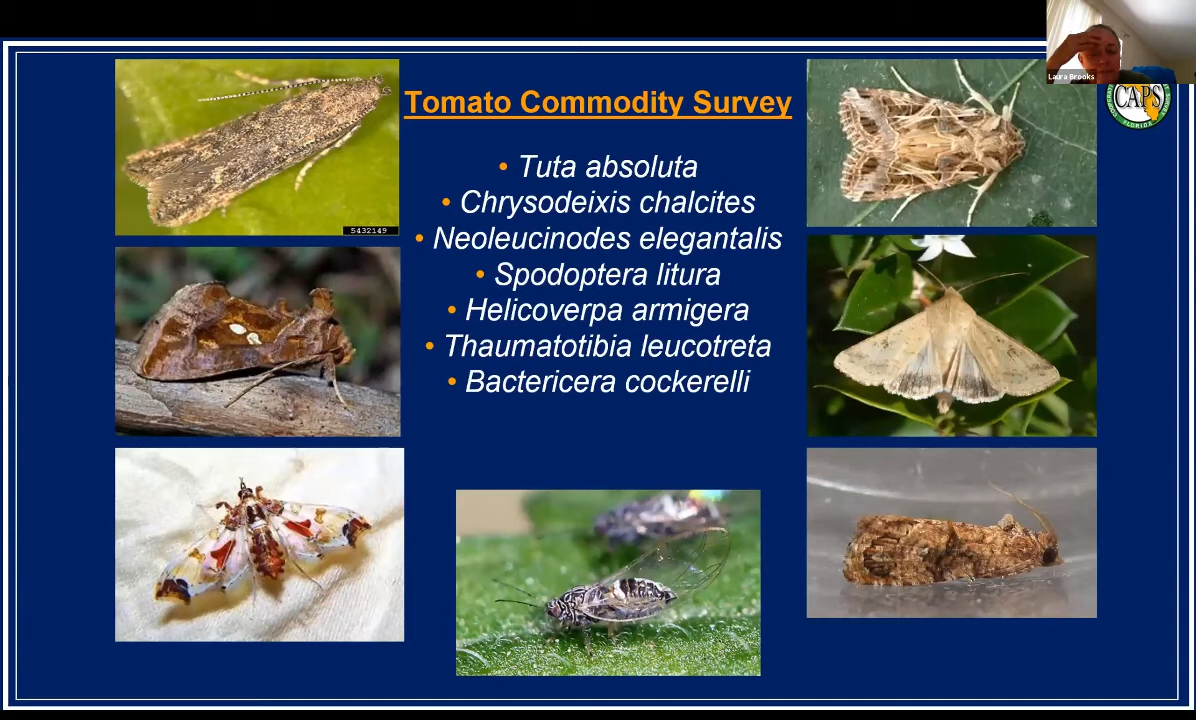 Laura Brooks
Tomato Commodity Survey
CAPS
FLORIDA
• Tuta absoluta
• Chrysodeixis chalcites
• Neoleucinodes elegantalis
• Spodoptera litura
• Helicoverpa armigera
• Thaumatotibia leucotreta
• Bactericera cockerelli
5432149